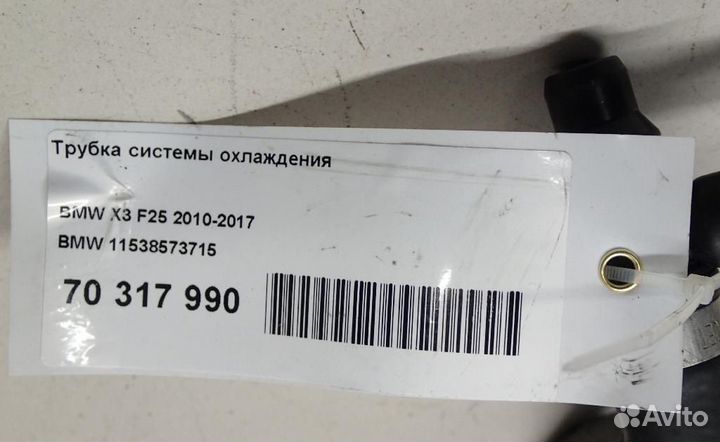 Трубка системы охлаждения
BMW X3 F25 2010-2017
BMW 11538573715
70 317 990
Avito